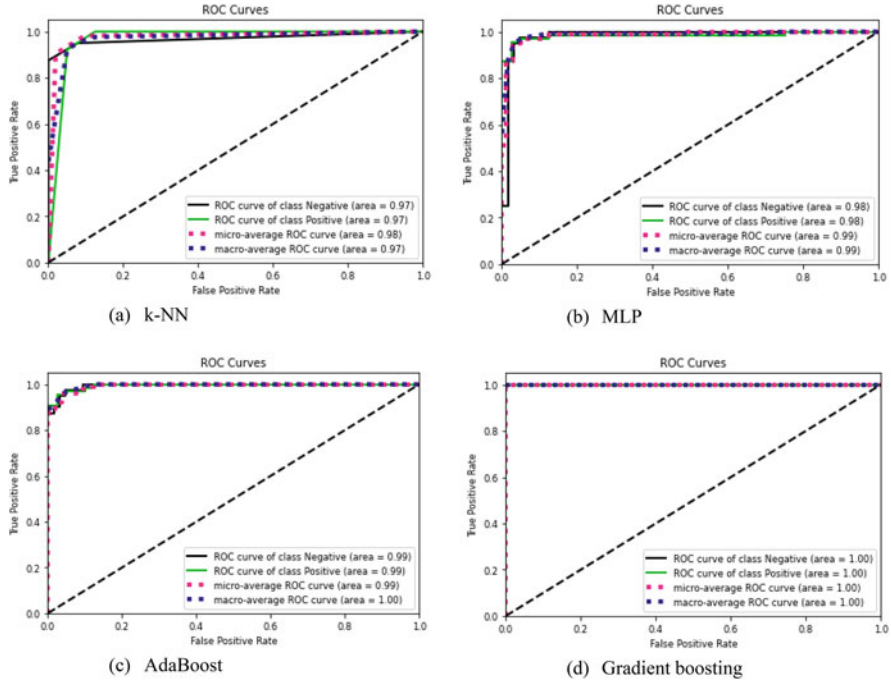 ROC Curves
1.0
0.8
0.6
0.4
0.2
0.0
True Positive Rate
ROC curve of class Negative (area = 0.97)
ROC curve of class Positive (area = 0.97)
micro-average ROC curve (area = 0.98)
macro-average ROC curve (area = 0.97)
0.0 0.2 0.4 0.6 0.8 1.0
False Positive Rate
(a) k-NN
ROC Curves
1.0
0.8
0.6
0.4
0.2
0.0
True Positive Rate
ROC curve of class Negative (area = 0.98)
ROC curve of class Positive (area = 0.98)
micro-average ROC curve (area = 0.99)
macro-average ROC curve (area = 0.99)
0.0 0.2 0.4 0.6 0.8 1.0
False Positive Rate
(b) MLP
ROC Curves
1.0
0.8
0.6
0.4
0.2
0.0
True Positive Rate
ROC curve of class Negative (area = 0.99)
ROC curve of class Positive (area = 0.99)
micro-average ROC curve (area = 0.99)
macro-average ROC curve (area = 1.00)
0.0 0.2 0.4 0.6 0.8 1.0
False Positive Rate
(c) AdaBoost
ROC Curves
1.0
0.8
0.6
0.4
0.2
0.0
True Positive Rate
ROC curve of class Negative (area = 1.00)
ROC curve of class Positive (area = 1.00)
micro-average ROC curve (area = 1.00)
macro-average ROC curve (area = 1.00)
0.0 0.2 0.4 0.6 0.8 1.0
False Positive Rate
(d) Gradient boosting